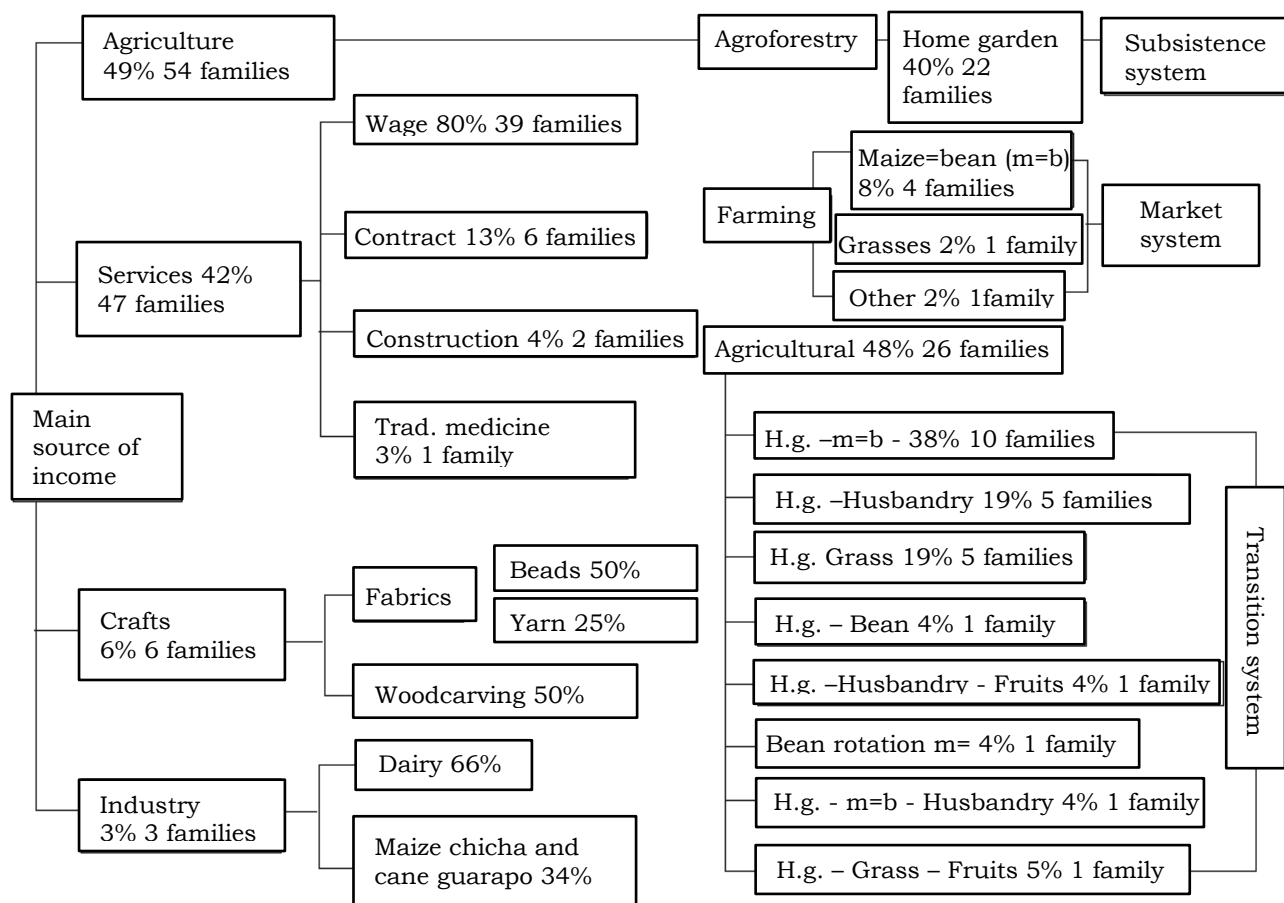 Agriculture
49% 54 families
Agroforestry
Home garden
40% 22
families
Subsistence
system
Wage 80% 39 families
Contract 13% 6 families
Services 42%
47 families
Construction 4% 2 families
Trad. medicine
3% 1 family
Farming
Maize=bean (m=b)
8% 4 families
Grasses 2% 1 family
Other 2% 1family
Market
system
Agricultural 48% 26 families
Main
source of
income
H.g. –m=b - 38% 10 families
H.g. –Husbandry 19% 5 families
H.g. Grass 19% 5 families
H.g. – Bean 4% 1 family
H.g. –Husbandry - Fruits 4% 1 family
Bean rotation m= 4% 1 family
H.g. - m=b - Husbandry 4% 1 family
H.g. – Grass – Fruits 5% 1 family
Transition system
Crafts
6% 6 families
Fabrics
Beads 50%
Yarn 25%
Woodcarving 50%
Industry
3% 3 families
Dairy 66%
Maize chicha and
cane guarapo 34%